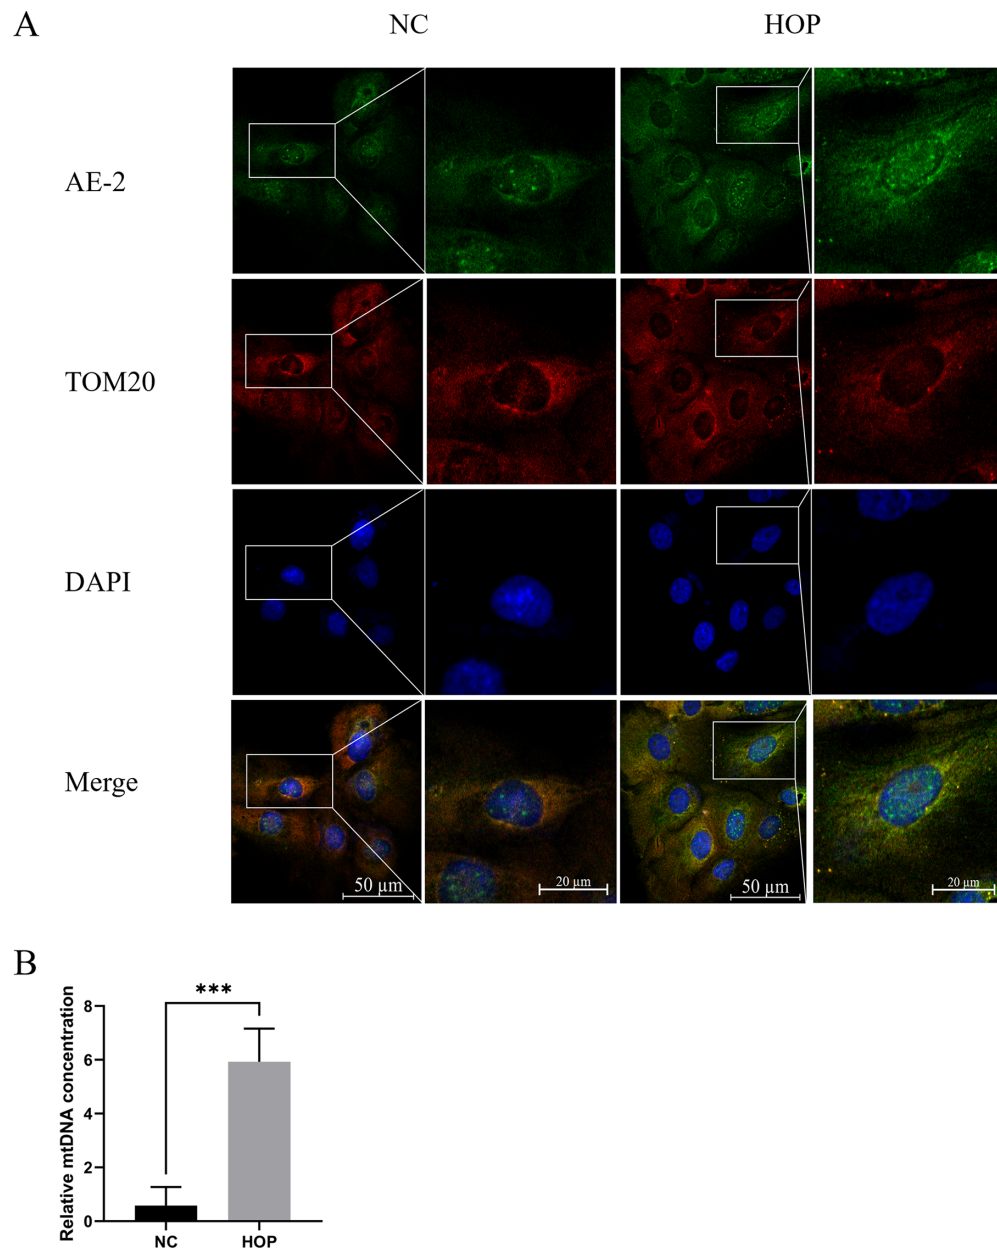 A
NC
HOP
AE-2
TOM20
DAPI
Merge
50 μm
20 μm
50 μm
20 μm
B
***
Relative mtDNA concentration
8
6
4
2
0
NC
HOP